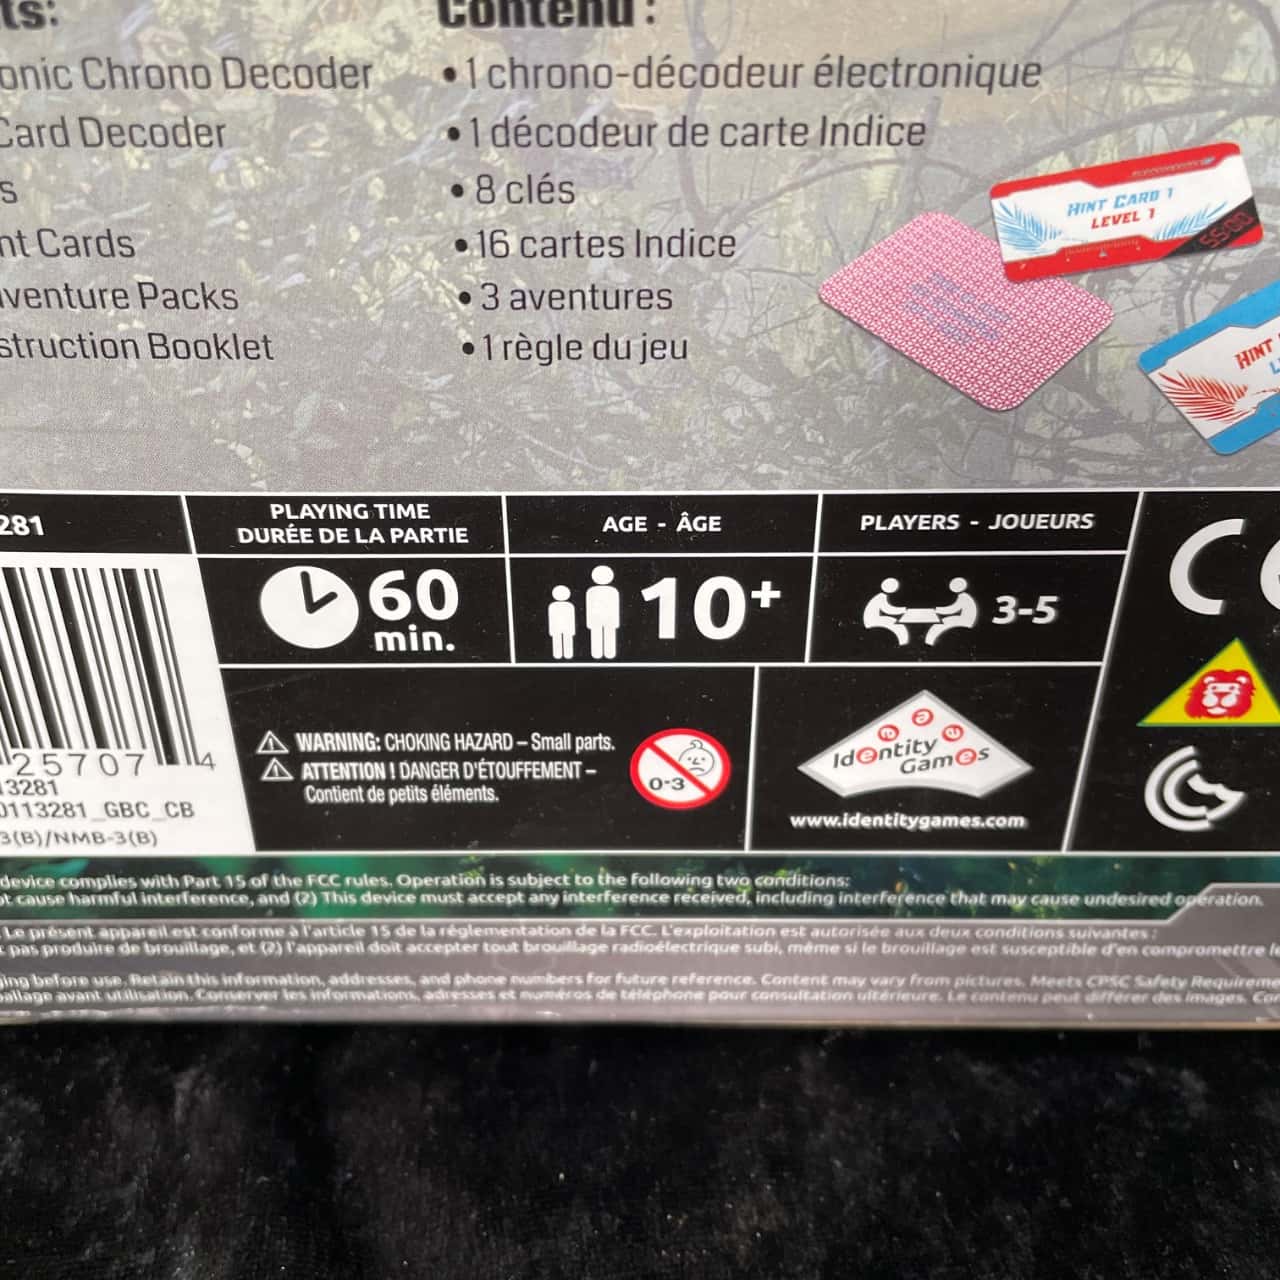 ts:
onic Chrono Decoder
Card Decoder
s
nt Cards
venture Packs
struction Booklet
Contenu :
• 1 chrono-décodeur électronique
• 1 décodeur de carte Indice
• 8 clés
• 16 cartes Indice
• 3 aventures
• 1 règle du jeu
HINT CARD 1
LEVEL 1
55:00
HINT
281
PLAYING TIME
DURÉE DE LA PARTIE
60
min.
AGE - ÂGE
10+
PLAYERS - JOUEURS
3-5
CE
25707 4
13281
0113281_GBC_CB
3(B)/NMB-3(B)
WARNING: CHOKING HAZARD – Small parts.
ATTENTION ! DANGER D'ÉTOUFFEMENT –
Contient de petits éléments.
0-3
Identity
Games
www.identitygames.com
device complies with Part 15 of the FCC rules. Operation is subject to the following two conditions:
t cause harmful interference, and (2) This device must accept any interference received, including interference that may cause undesired operation.
Le présent appareil est conforme à l'article 15 de la réglementation de la FCC. L'exploitation est autorisée aux deux conditions suivantes :
pas produire de brouillage, et (2) l'appareil doit accepter tout brouillage radioélectrique subi, même si le brouillage est susceptible d'en compromettre le
ing before use. Retain this information, addresses, and phone numbers for future reference. Content may vary from pictures. Meets CPSC Safety Requireme
allage avant utilisation. Conserver les informations, adresses et numéros de téléphone pour consultation ultérieure. Le contenu peut différer des images. Co